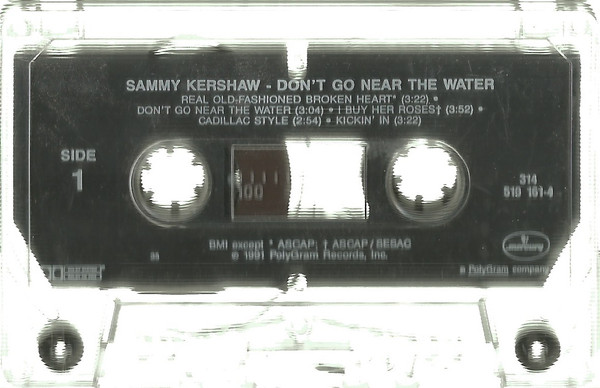 SAMMY KERSHAW - DON'T GO NEAR THE WATER
REAL OLD-FASHIONED BROKEN HEART* (3:22) •
DON'T GO NEAR THE WATER (3:04) • I BUY HER ROSES† (3:52) •
CADILLAC STYLE (2:54) • KICKIN' IN (3:22)
SIDE
1
100
314
510 161-4
BMI except * ASCAP; † ASCAP/SESAC
℗ 1991 PolyGram Records, Inc.
mercury
a PolyGram company